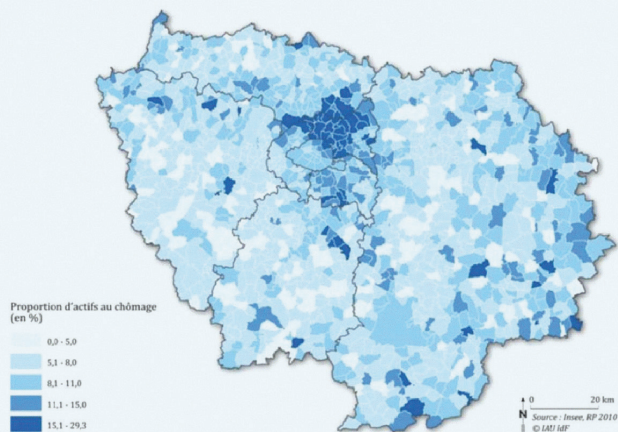 Proportion d'actifs au chômage
(en %)
0,0 - 5,0
5,1 - 8,0
8,1 - 11,0
11,1 - 15,0
15,1 - 29,3
0 20 km
N
Source : Insee, RP 2010
© IAU îdF